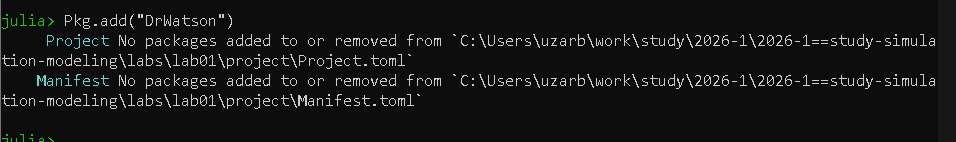 julia> Pkg.add("DrWatson")
Project No packages added to or removed from `C:\Users\uzarb\work\study\2026-1\2026-1==study-simula
tion-modeling\labs\lab01\project\Project.toml`
Manifest No packages added to or removed from `C:\Users\uzarb\work\study\2026-1\2026-1==study-simula
tion-modeling\labs\lab01\project\Manifest.toml`
julia>